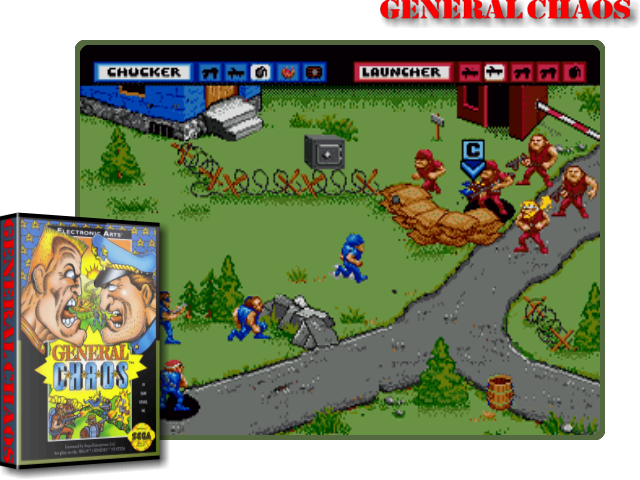 GENERAL CHAOS
CHUCKER
LAUNCHER
C
ELECTRONIC ARTS
GENERAL
CHAOS
SEGA
GENERAL CHAOS